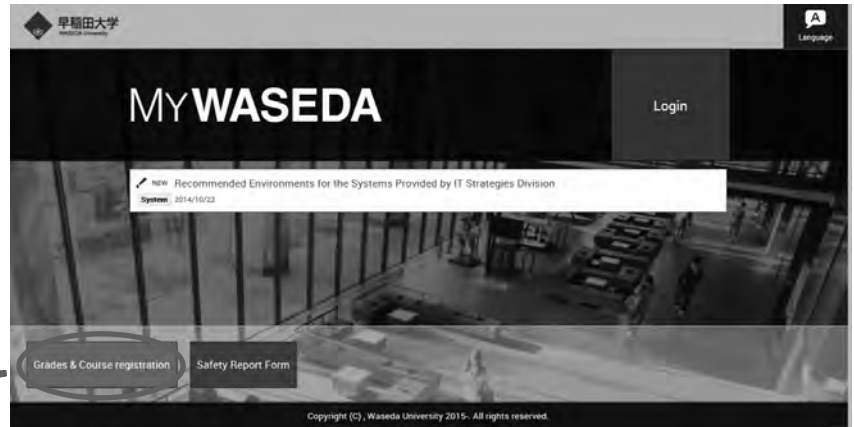 早稲田大学
WASEDA University
A
Language
MYWASEDA
Login
NEW Recommended Environments for the Systems Provided by IT Strategies Division
System 2014/10/22
Grades & Course registration
Safety Report Form
Copyright (C) , Waseda University 2015-. All rights reserved.